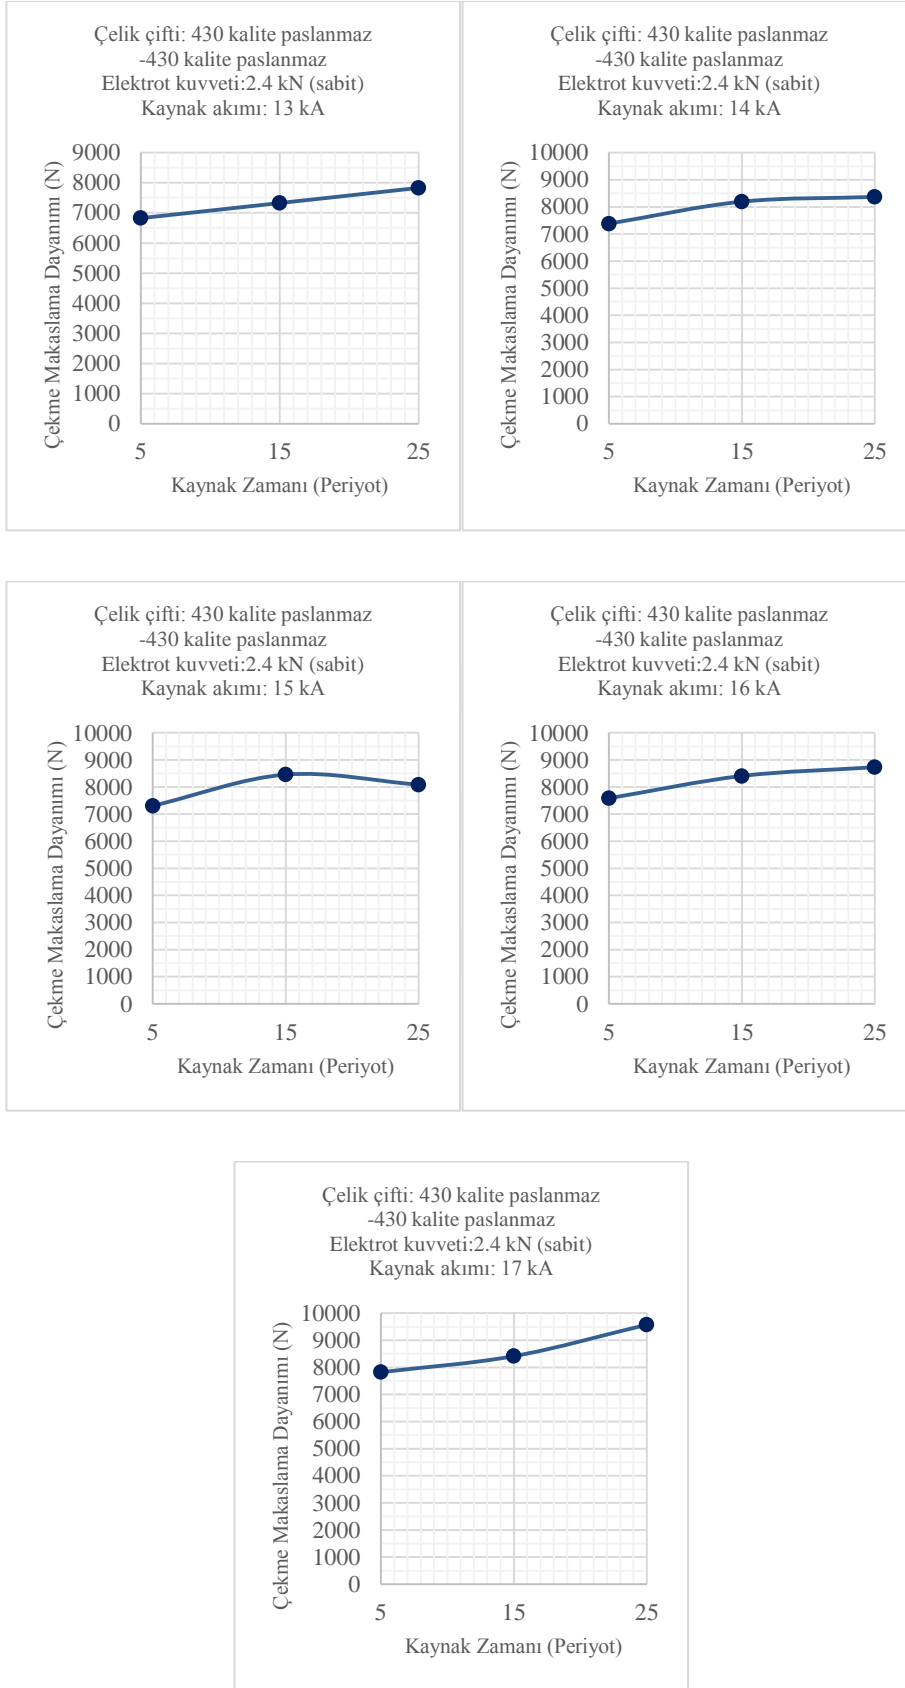 Çelik çifti: 430 kalite paslanmaz
-430 kalite paslanmaz
Elektrot kuvveti:2.4 kN (sabit)
Kaynak akımı: 13 kA
Çekme Makaslama Dayanımı (N)
9000
8000
7000
6000
5000
4000
3000
2000
1000
0
5 15 25
Kaynak Zamanı (Periyot)
Çelik çifti: 430 kalite paslanmaz
-430 kalite paslanmaz
Elektrot kuvveti:2.4 kN (sabit)
Kaynak akımı: 14 kA
Çekme Makaslama Dayanımı (N)
10000
9000
8000
7000
6000
5000
4000
3000
2000
1000
0
5 15 25
Kaynak Zamanı (Periyot)
Çelik çifti: 430 kalite paslanmaz
-430 kalite paslanmaz
Elektrot kuvveti:2.4 kN (sabit)
Kaynak akımı: 15 kA
Çekme Makaslama Dayanımı (N)
10000
9000
8000
7000
6000
5000
4000
3000
2000
1000
0
5 15 25
Kaynak Zamanı (Periyot)
Çelik çifti: 430 kalite paslanmaz
-430 kalite paslanmaz
Elektrot kuvveti:2.4 kN (sabit)
Kaynak akımı: 16 kA
Çekme Makaslama Dayanımı (N)
10000
9000
8000
7000
6000
5000
4000
3000
2000
1000
0
5 15 25
Kaynak Zamanı (Periyot)
Çelik çifti: 430 kalite paslanmaz
-430 kalite paslanmaz
Elektrot kuvveti:2.4 kN (sabit)
Kaynak akımı: 17 kA
Çekme Makaslama Dayanımı (N)
10000
9000
8000
7000
6000
5000
4000
3000
2000
1000
0
5 15 25
Kaynak Zamanı (Periyot)